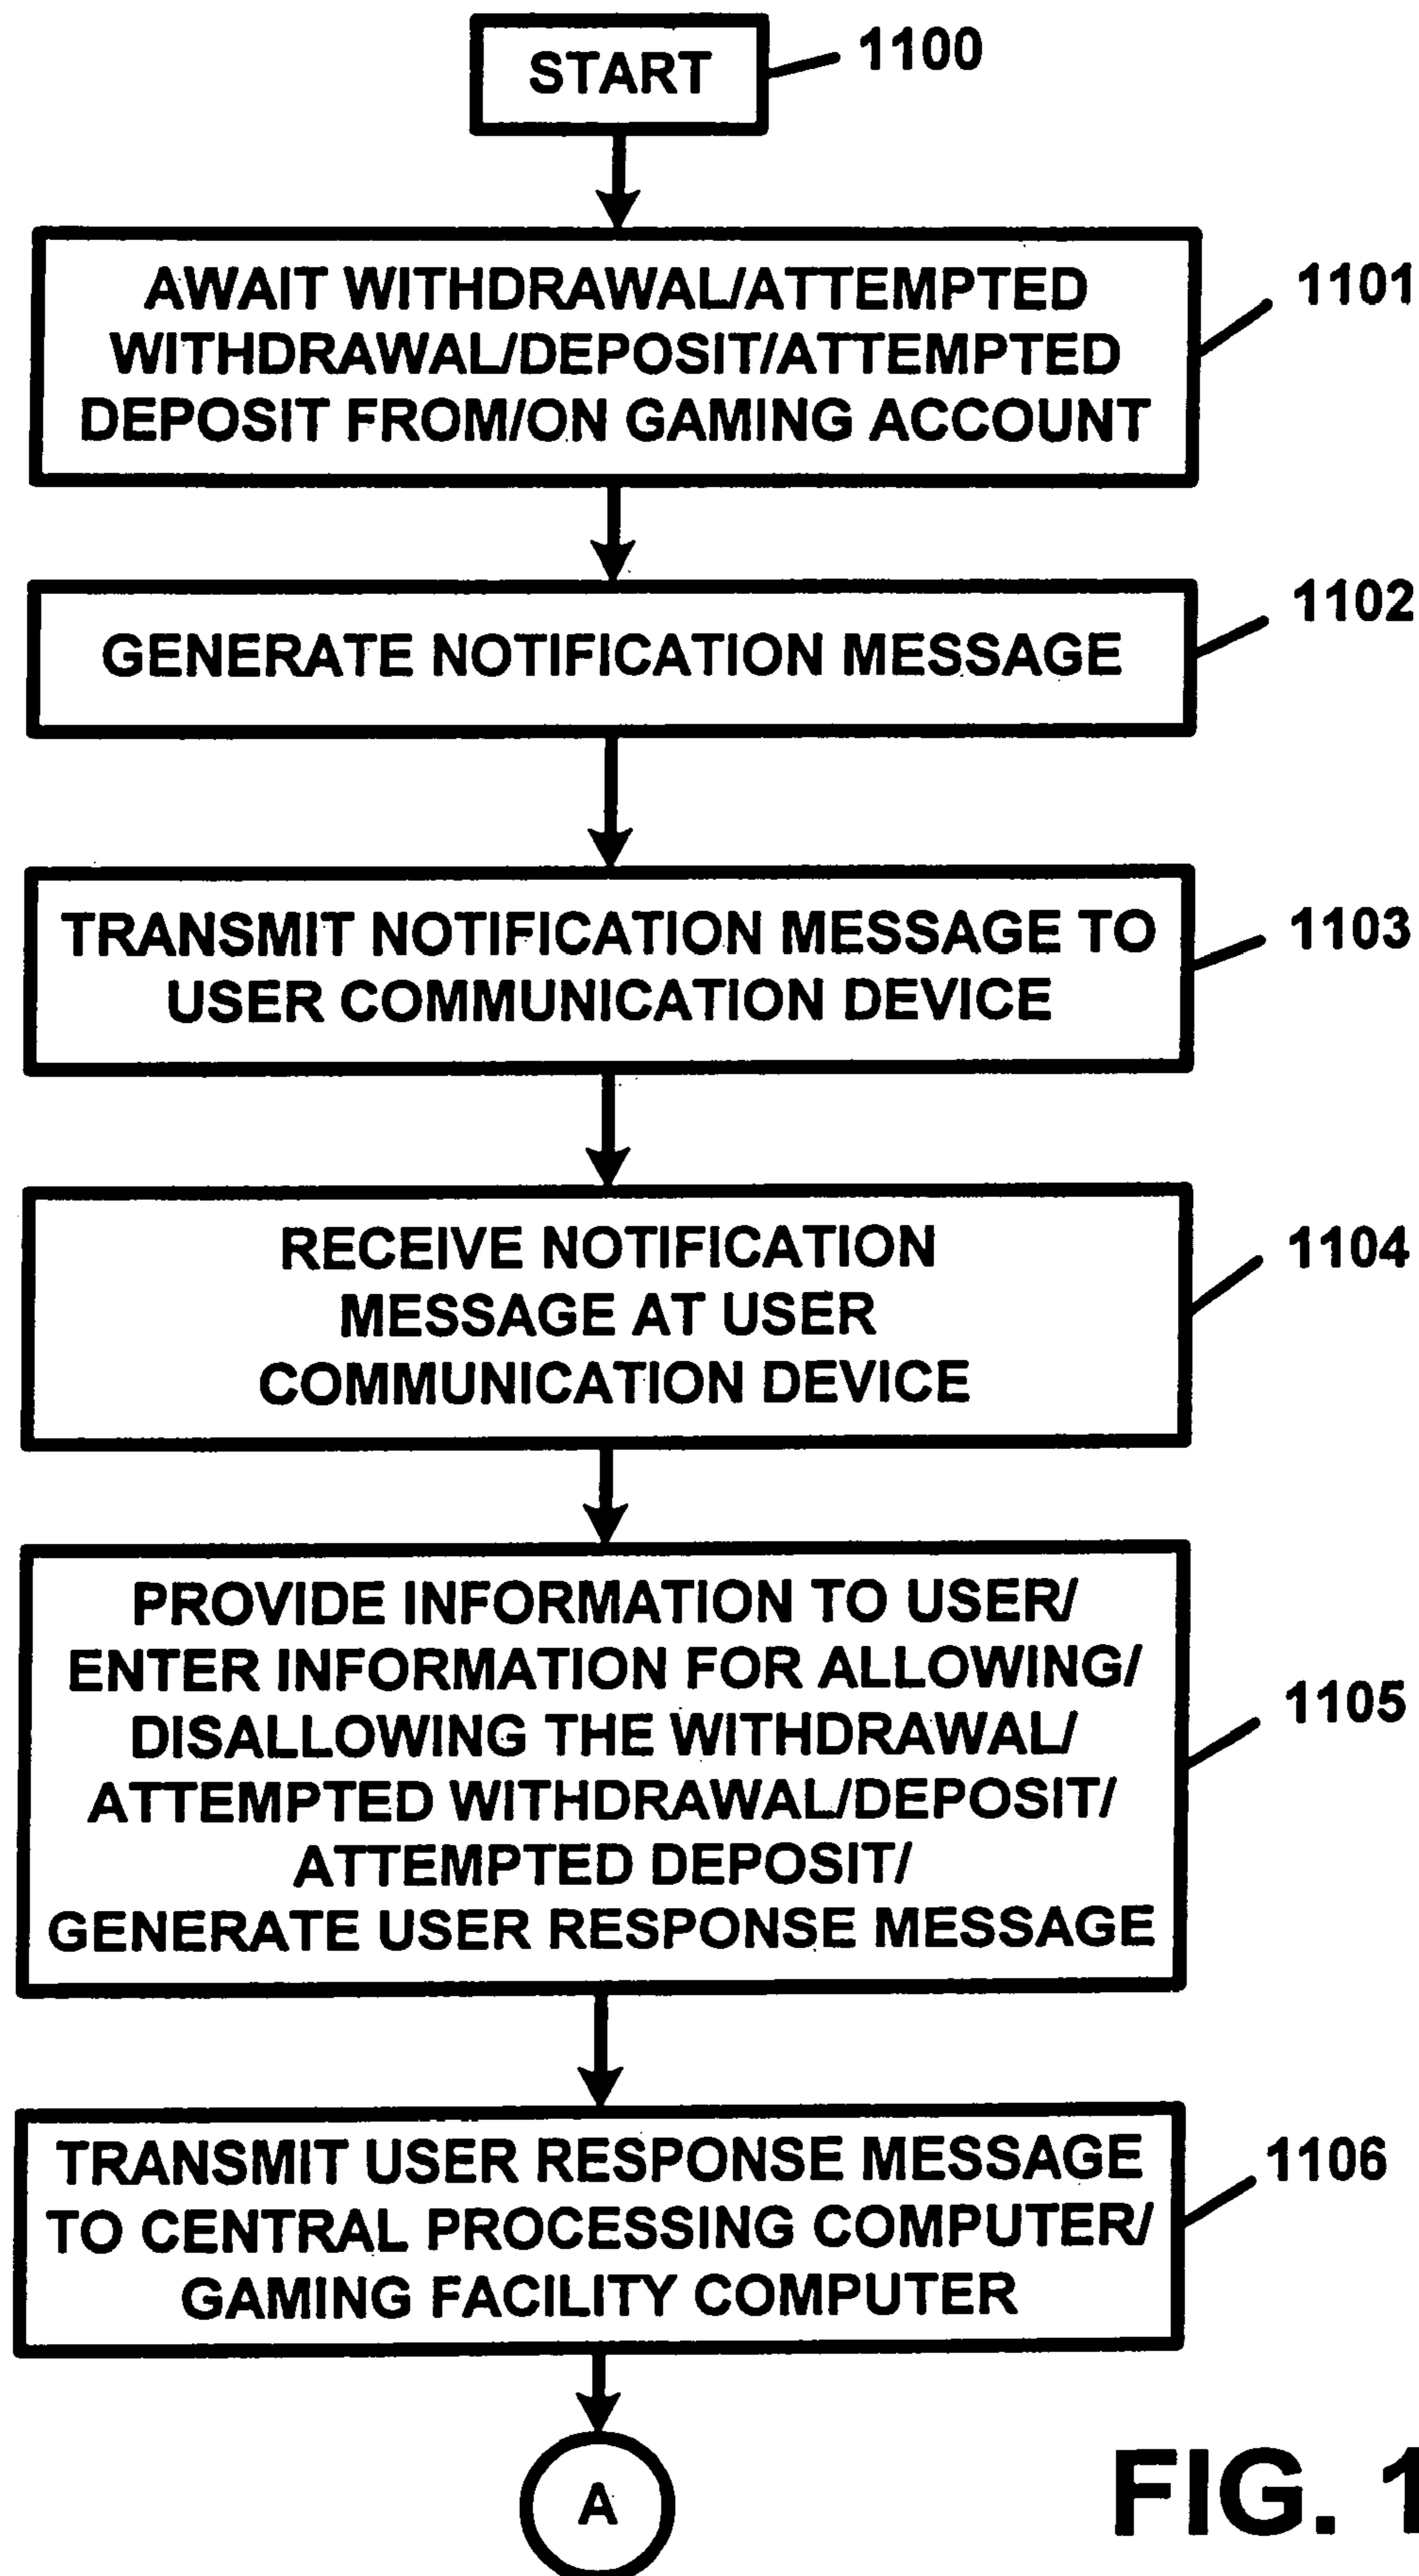 START
1100
AWAIT WITHDRAWAL/ATTEMPTED
WITHDRAWAL/DEPOSIT/ATTEMPTED
DEPOSIT FROM/ON GAMING ACCOUNT
1101
GENERATE NOTIFICATION MESSAGE
1102
TRANSMIT NOTIFICATION MESSAGE TO
USER COMMUNICATION DEVICE
1103
RECEIVE NOTIFICATION
MESSAGE AT USER
COMMUNICATION DEVICE
1104
PROVIDE INFORMATION TO USER/
ENTER INFORMATION FOR ALLOWING/
DISALLOWING THE WITHDRAWAL/
ATTEMPTED WITHDRAWAL/DEPOSIT/
ATTEMPTED DEPOSIT/
GENERATE USER RESPONSE MESSAGE
1105
TRANSMIT USER RESPONSE MESSAGE
TO CENTRAL PROCESSING COMPUTER/
GAMING FACILITY COMPUTER
1106
A
FIG. 1